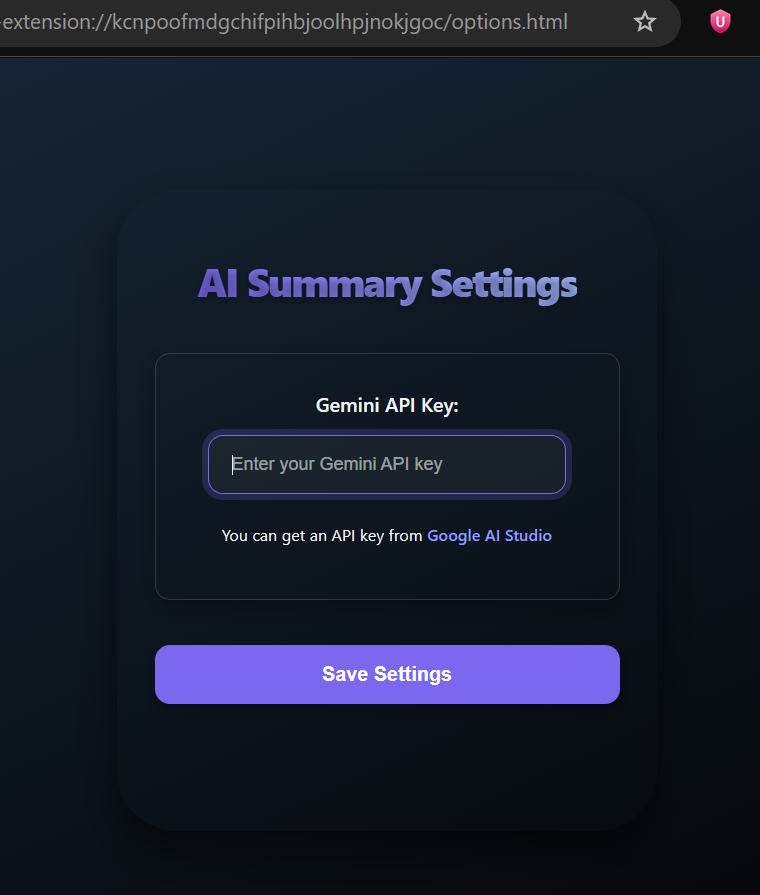 -extension://kcnpoofmdgchifpihbjoolhpjnokjgoc/options.html
U
AI Summary Settings
Gemini API Key:
Enter your Gemini API key
You can get an API key from Google AI Studio
Save Settings